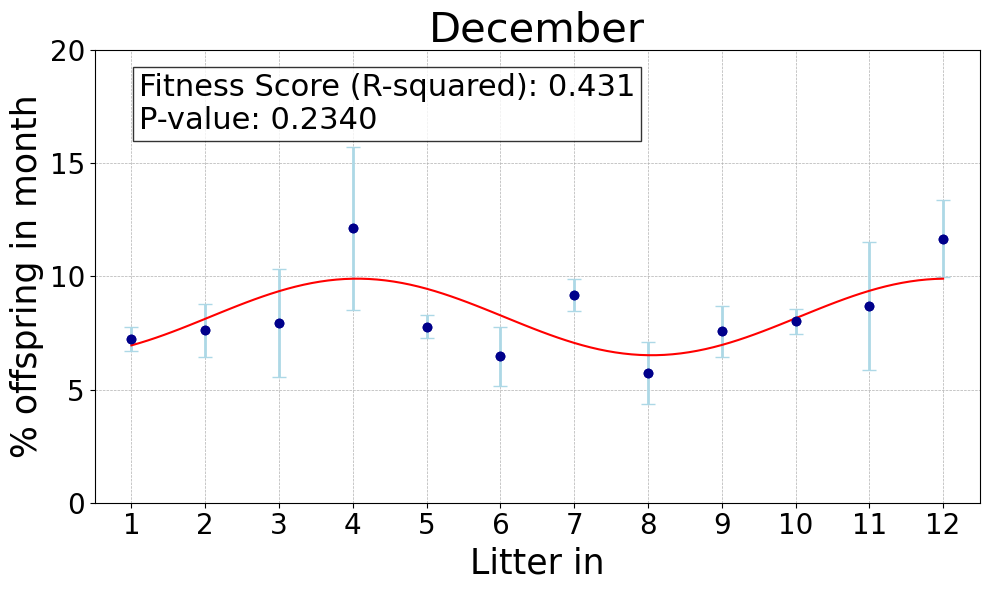 December
Fitness Score (R-squared): 0.431
P-value: 0.2340
% offspring in month
20
15
10
5
0
1 2 3 4 5 6 7 8 9 10 11 12
Litter in